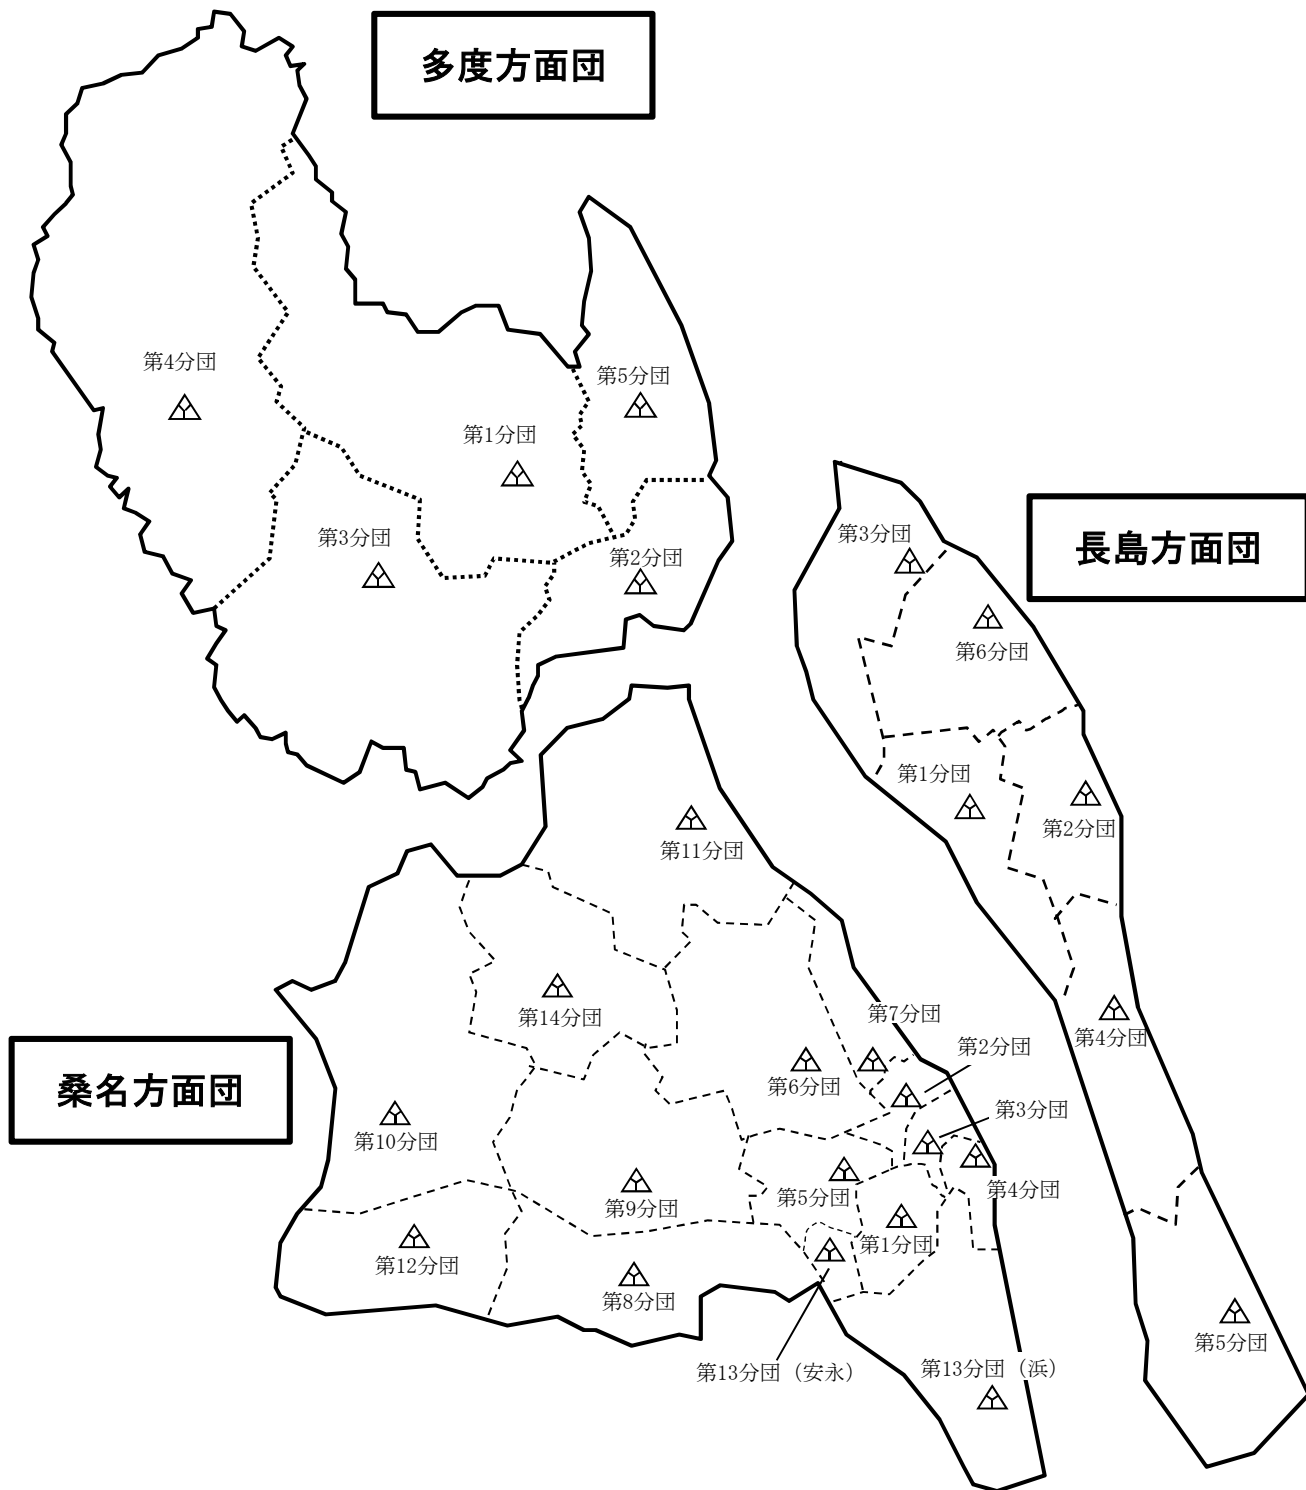 多度方面団
第4分団
第5分団
第1分団
第3分団
第2分団
長島方面団
第3分団
第6分団
第1分団
第2分団
第4分団
第5分団
桑名方面団
第11分団
第14分団
第7分団
第2分団
第6分団
第3分団
第10分団
第4分団
第5分団
第9分団
第1分団
第12分団
第8分団
第13分団（安永）
第13分団（浜）